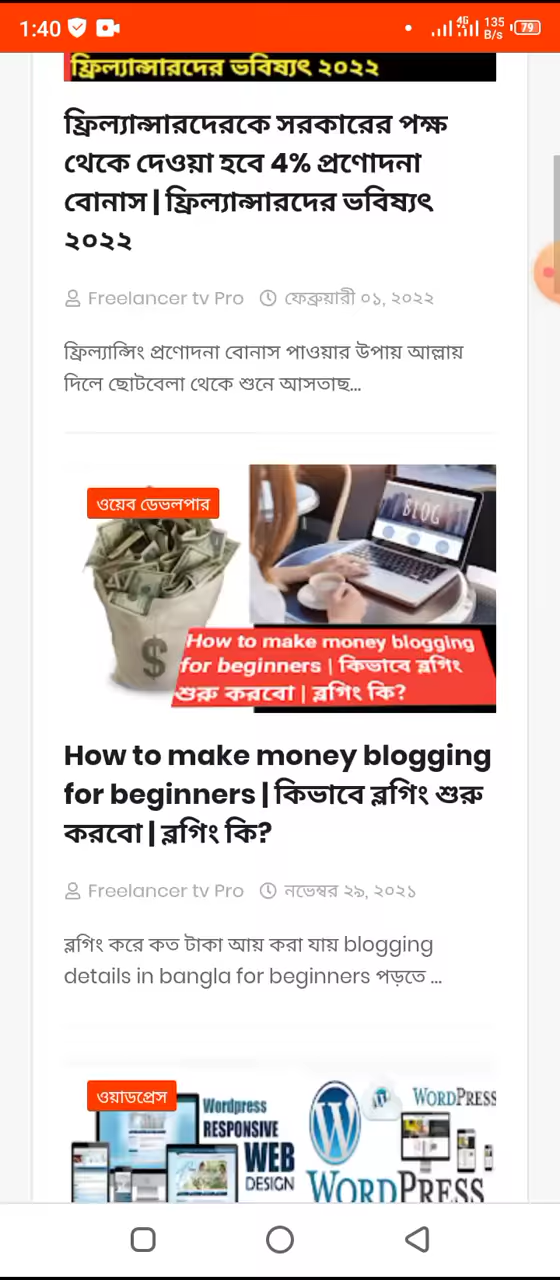 1:40
4G
135 B/s
79
ফ্রিল্যান্সারদের ভবিষ্যৎ ২০২২
ফ্রিল্যান্সারদেরকে সরকারের পক্ষ
থেকে দেওয়া হবে 4% প্রণোদনা
বোনাস | ফ্রিল্যান্সারদের ভবিষ্যৎ
২০২২
Freelancer tv Pro ফেব্রুয়ারী ০১, ২০২২
ফ্রিল্যান্সিং প্রণোদনা বোনাস পাওয়ার উপায় আল্লায়
দিলে ছোটবেলা থেকে শুনে আসতাছ...
ওয়েব ডেভলপার
BLOG
$
How to make money blogging
for beginners | কিভাবে ব্লগিং
শুরু করবো | ব্লগিং কি?
How to make money blogging
for beginners | কিভাবে ব্লগিং শুরু
করবো | ব্লগিং কি?
Freelancer tv Pro নভেম্বর ২৯, ২০২১
ব্লগিং করে কত টাকা আয় করা যায় blogging
details in bangla for beginners পড়তে ...
ওয়াডপ্রেস
Wordpress
RESPONSIVE
WEB
DESIGN
WORDPRESS
WORDPRESS